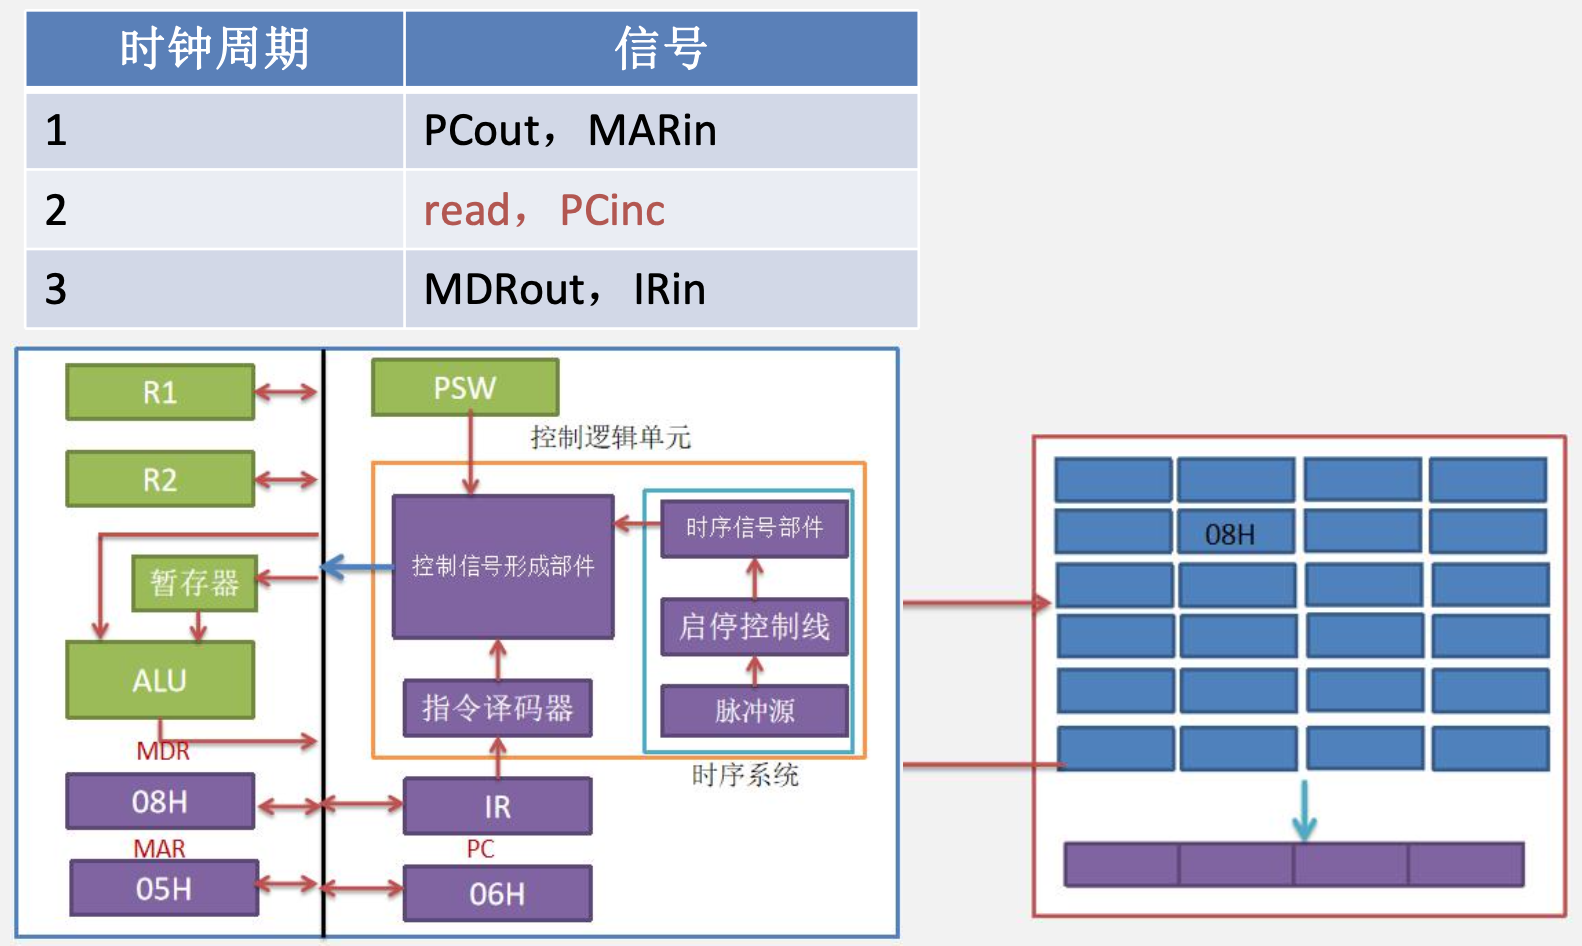 时钟周期 信号
1 PCout，MARin
2 read，PCinc
3 MDRout，IRin
R1
PSW
控制逻辑单元
R2
时序信号部件
08H
控制信号形成部件
暂存器
启停控制线
ALU
指令译码器
脉冲源
MDR
时序系统
08H
IR
MAR
PC
05H
06H